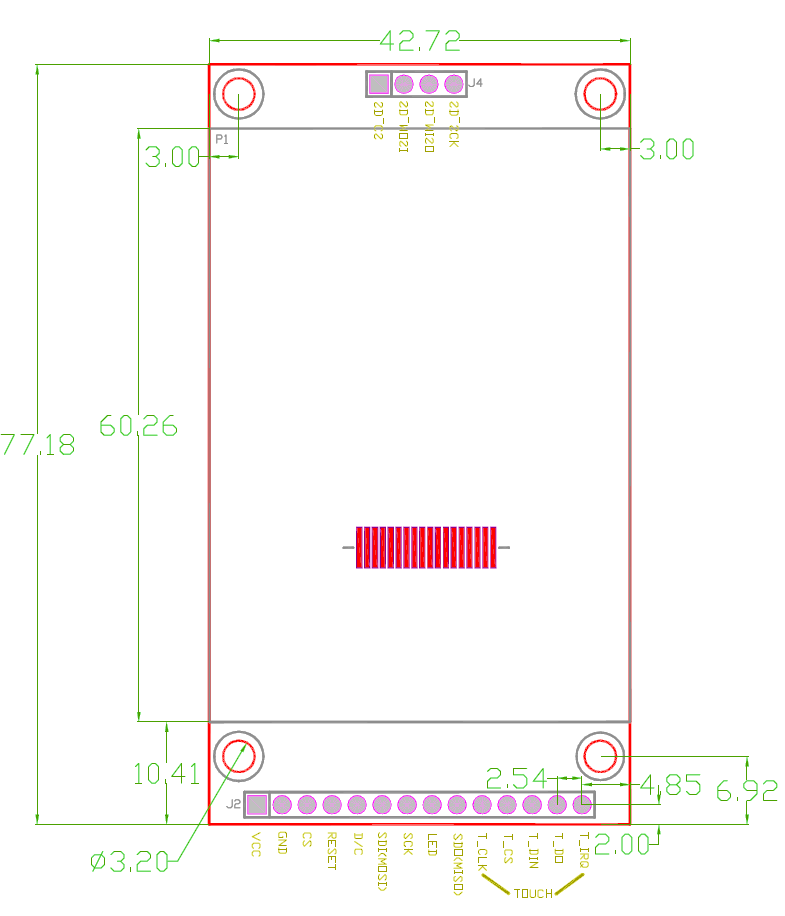 42.72
J4
SD_CS
SD_MOSI
SD_MISO
SD_SCK
P1
3.00
3.00
60.26
77.18
10.41
2.54
4.85
6.92
J2
VCC
GND
CS
RESET
D/C
SDI(MOSI)
SCK
LED
SDO(MISO)
T_CLK
T_CS
T_DIN
T_DO
T_IRQ
2.00
Ø3.20
TOUCH